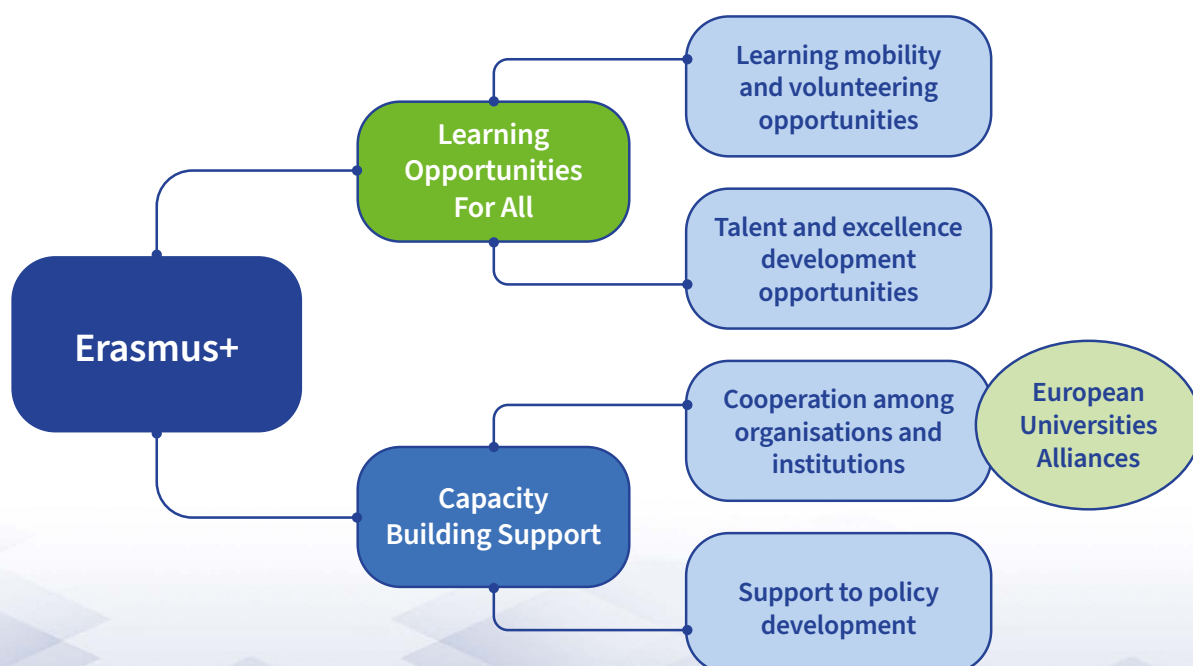 Learning mobility
and volunteering
opportunities
Learning
Opportunities
For All
Talent and excellence
development
opportunities
Erasmus+
Cooperation among
organisations and
institutions
European
Universities
Alliances
Capacity
Building Support
Support to policy
development